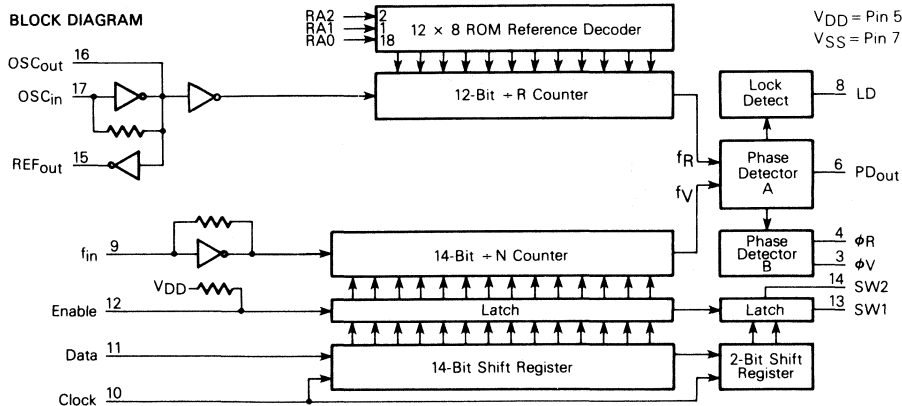 BLOCK DIAGRAM
RA2 2
RA1 1
RA0 18
12 × 8 ROM Reference Decoder
VDD = Pin 5
VSS = Pin 7
OSCout 16
OSCin 17
12-Bit ÷ R Counter
Lock Detect
8 LD
REFout 15
fR
fV
Phase Detector A
6 PDout
fin 9
14-Bit ÷ N Counter
Phase Detector B
4 ϕR
3 ϕV
VDD
14 SW2
Enable 12
Latch
Latch
13 SW1
Data 11
14-Bit Shift Register
2-Bit Shift Register
Clock 10